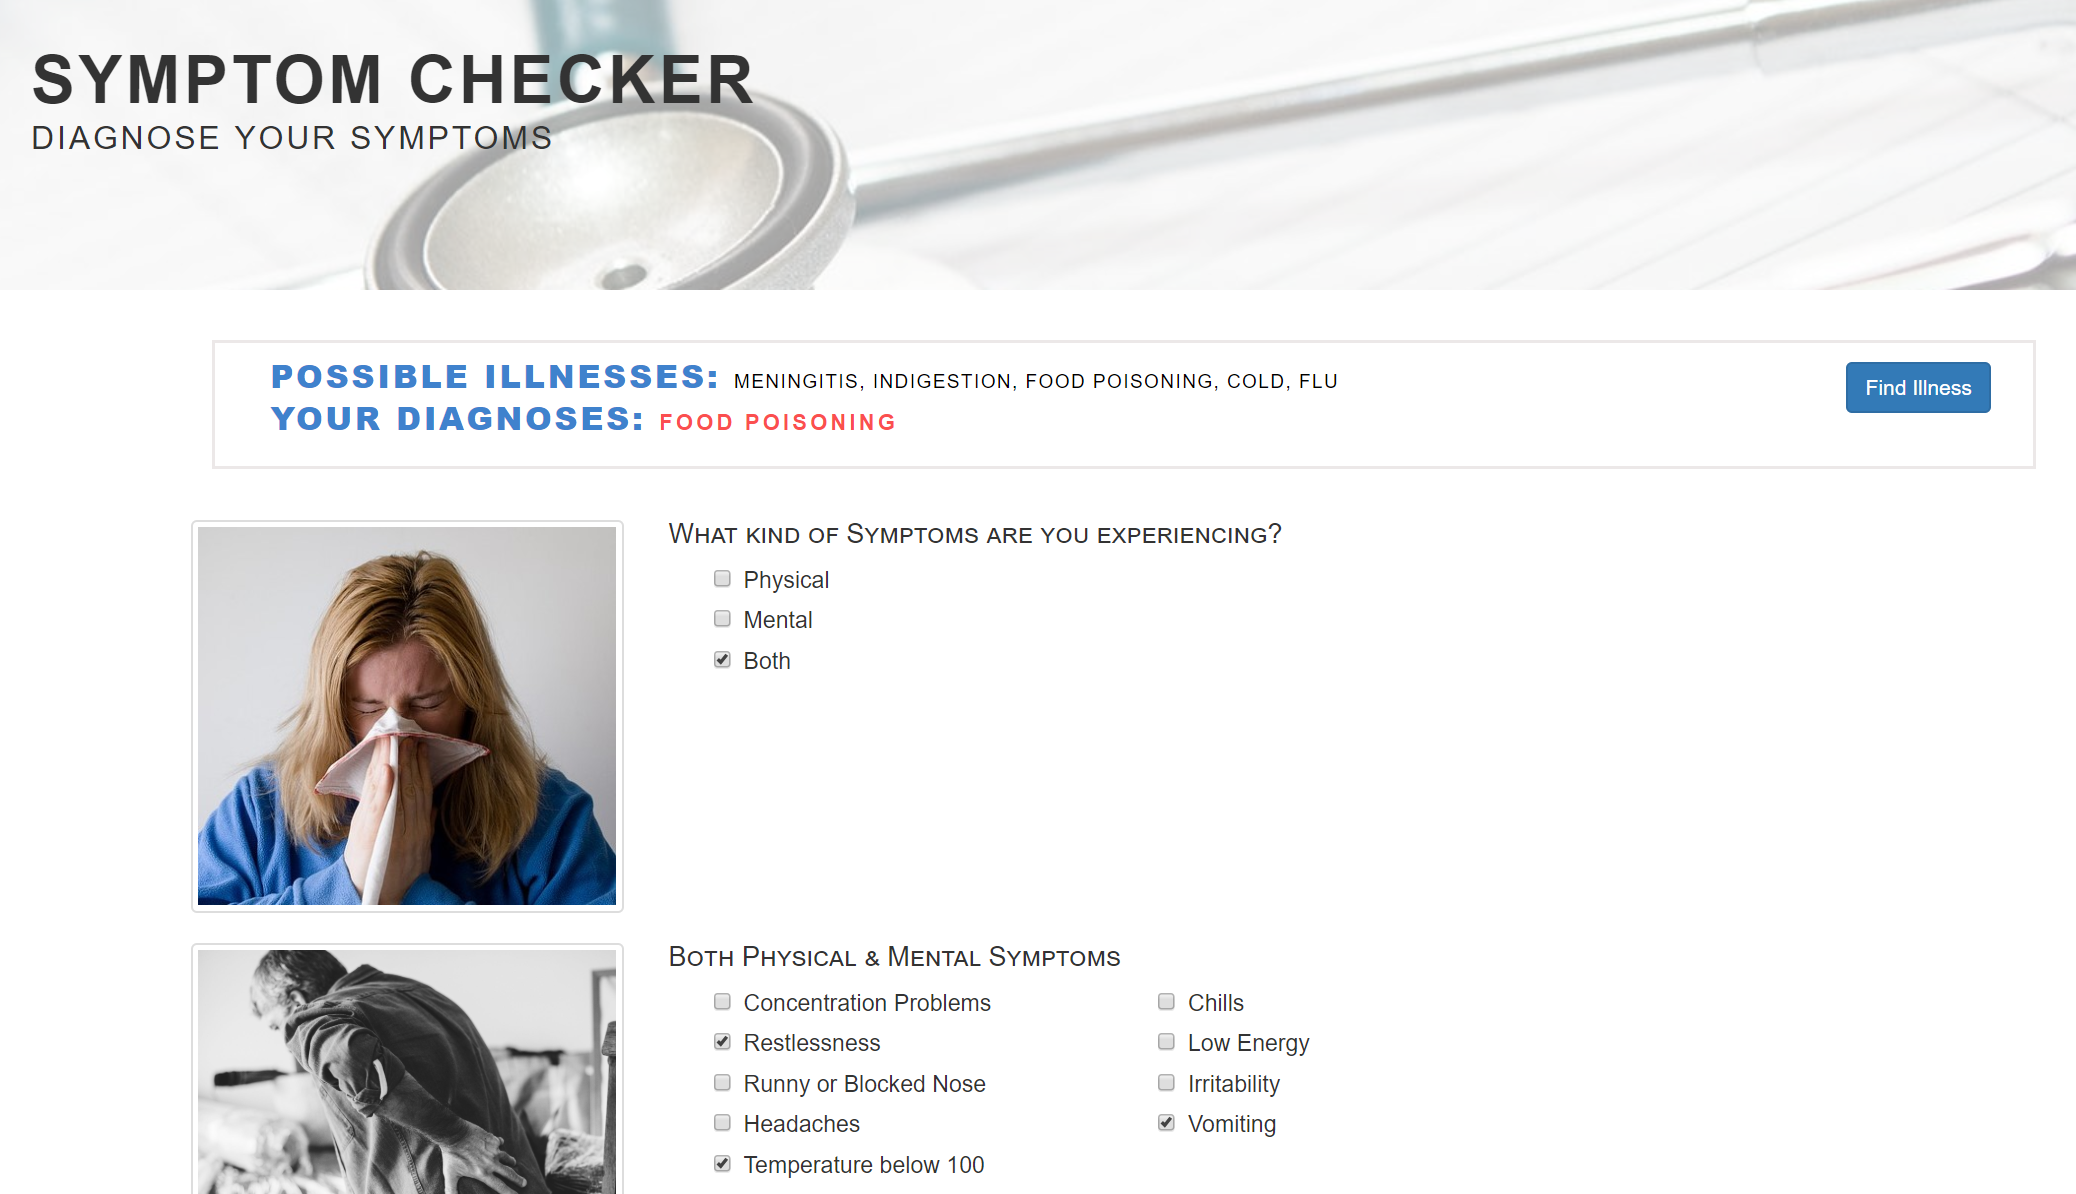 SYMPTOM CHECKER
DIAGNOSE YOUR SYMPTOMS
POSSIBLE ILLNESSES: MENINGITIS, INDIGESTION, FOOD POISONING, COLD, FLU
Find Illness
YOUR DIAGNOSES: FOOD POISONING
WHAT KIND OF SYMPTOMS ARE YOU EXPERIENCING?
Physical
Mental
Both
BOTH PHYSICAL & MENTAL SYMPTOMS
Concentration Problems
Restlessness
Runny or Blocked Nose
Headaches
Temperature below 100
Chills
Low Energy
Irritability
Vomiting